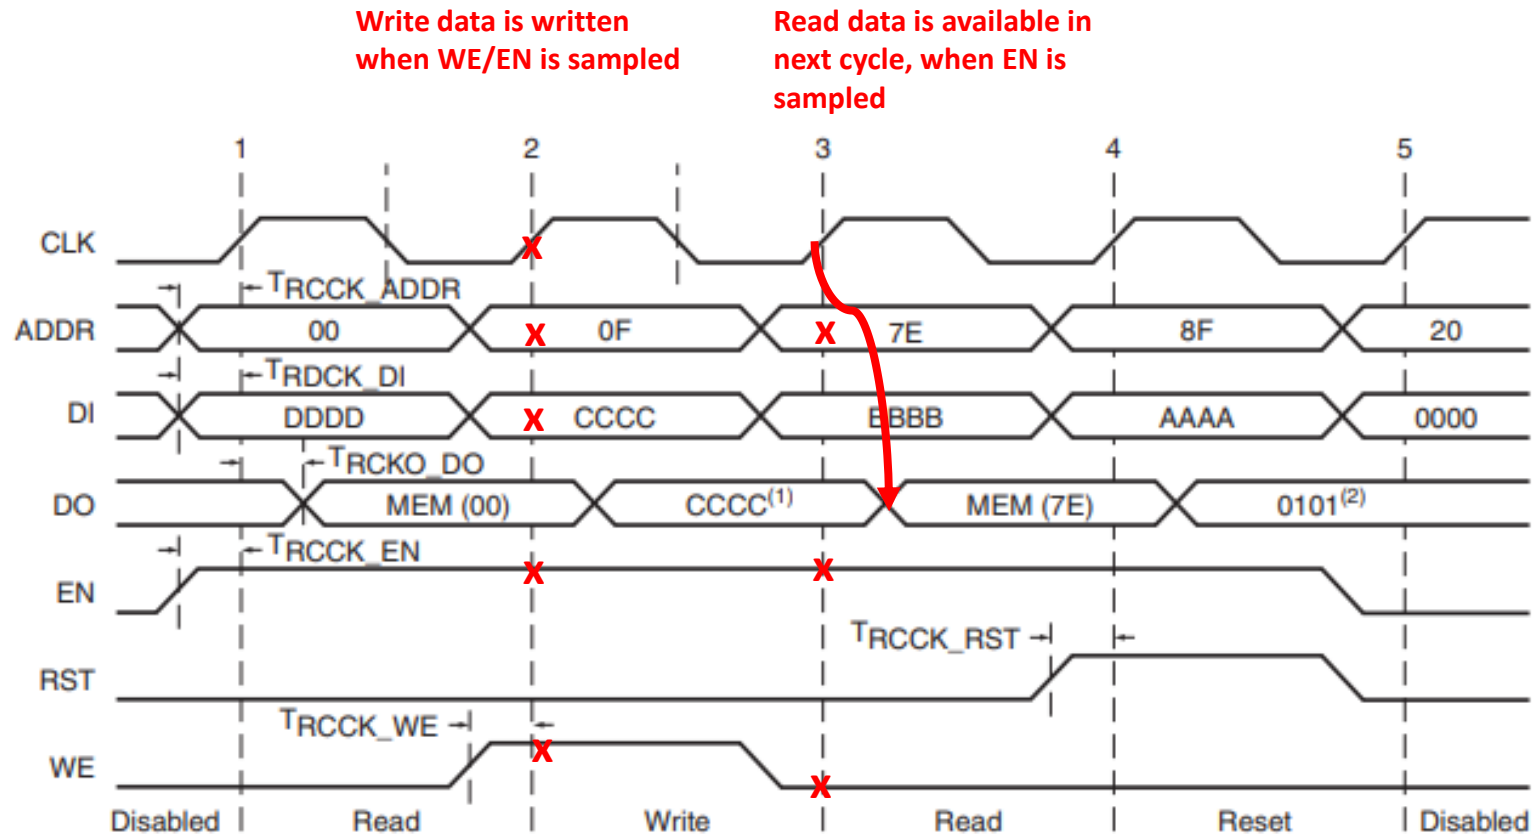 Write data is written
when WE/EN is sampled
Read data is available in
next cycle, when EN is
sampled
1 2 3 4 5
CLK X
TRCCK_ADDR
ADDR 00 X 0F X 7E 8F 20
TRDCK_DI
DI DDDD X CCCC BBBB AAAA 0000
TRCKO_DO
DO MEM (00) CCCC(1) MEM (7E) 0101(2)
TRCCK_EN
EN X X
TRCCK_RST
RST
TRCCK_WE
WE X X
Disabled Read Write Read Reset Disabled